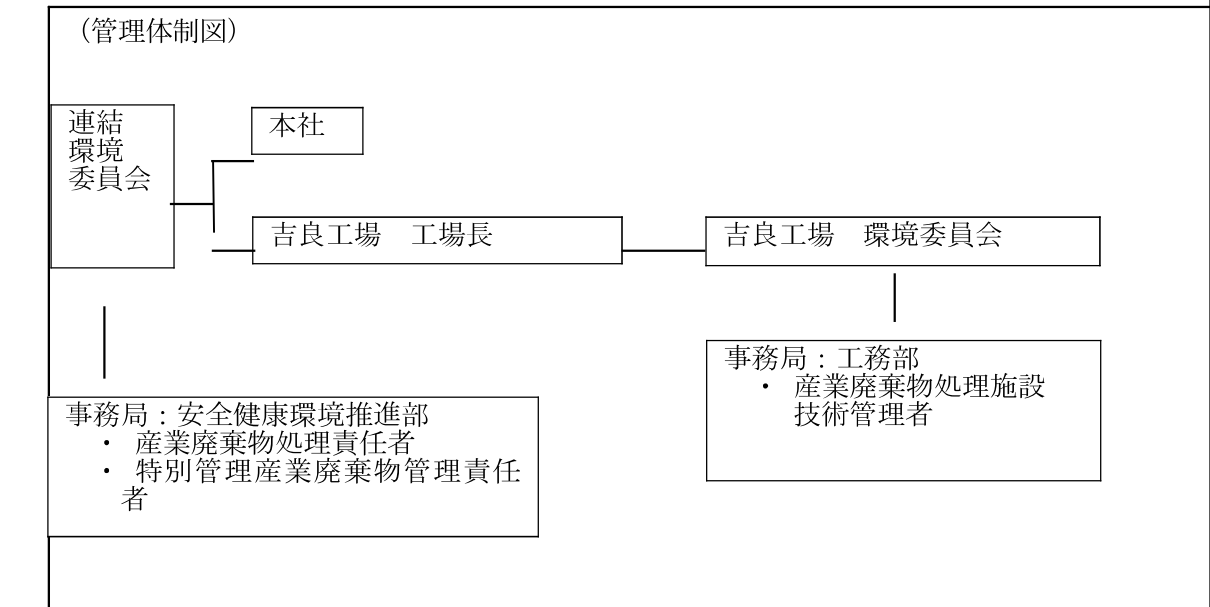 （管理体制図）
連結
環境
委員会
本社
吉良工場　工場長
吉良工場　環境委員会
事務局：工務部
・ 産業廃棄物処理施設
技術管理者
事務局：安全健康環境推進部
・ 産業廃棄物処理責任者
・ 特別管理産業廃棄物管理責任
者